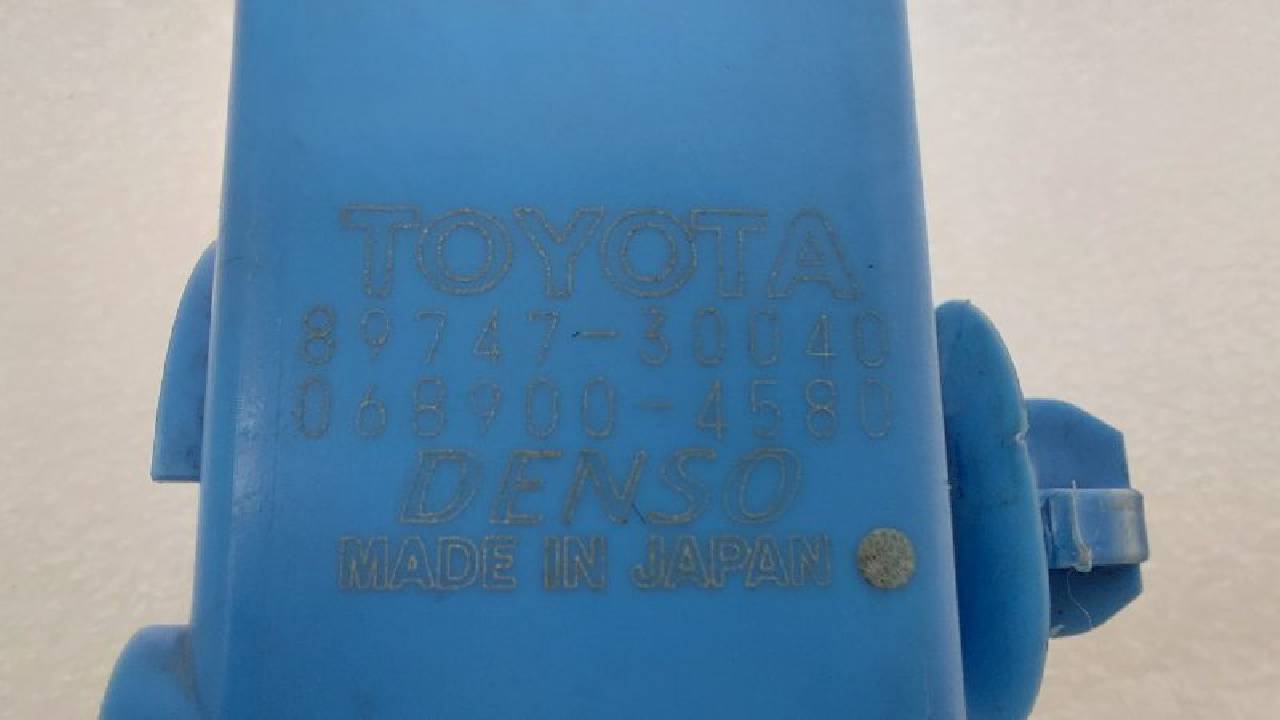 TOYOTA
89747-30040
068900-4580
DENSO
MADE IN JAPAN